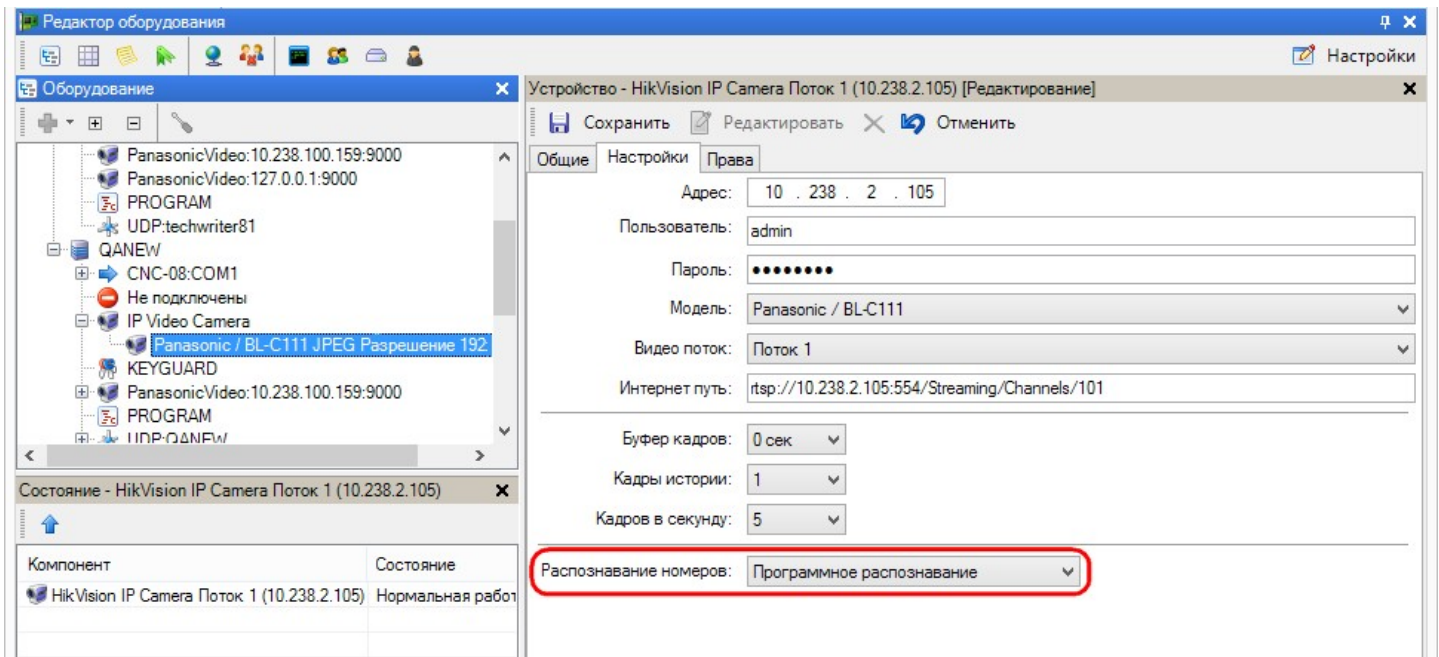 Редактор оборудования
Настройки
Оборудование
PanasonicVideo:10.238.100.159:9000
PanasonicVideo:127.0.0.1:9000
PROGRAM
UDP:techwriter81
QANEW
CNC-08:COM1
Не подключены
IP Video Camera
Panasonic / BL-C111 JPEG Разрешение 192
KEYGUARD
PanasonicVideo:10.238.100.159:9000
PROGRAM
UDP:QANEW
Состояние - HikVision IP Camera Поток 1 (10.238.2.105)
Компонент Состояние
HikVision IP Camera Поток 1 (10.238.2.105) Нормальная работ
Устройство - HikVision IP Camera Поток 1 (10.238.2.105) [Редактирование]
Сохранить Редактировать Отменить
Общие Настройки Права
Адрес: 10 . 238 . 2 . 105
Пользователь: admin
Пароль: ●●●●●●●●
Модель: Panasonic / BL-C111
Видео поток: Поток 1
Интернет путь: rtsp://10.238.2.105:554/Streaming/Channels/101
Буфер кадров: 0 сек
Кадры истории: 1
Кадров в секунду: 5
Распознавание номеров: Программное распознавание